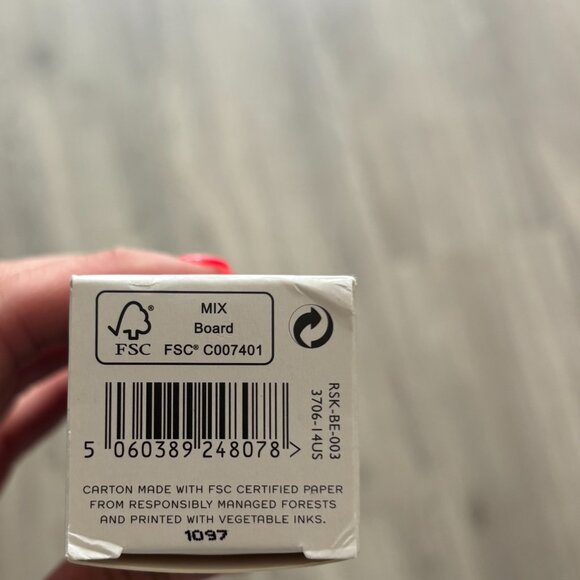 MIX
Board
FSC® FSC® C007401
RSK-BE-003
3706-14US
5 060389 248078 >
CARTON MADE WITH FSC CERTIFIED PAPER
FROM RESPONSIBLY MANAGED FORESTS
AND PRINTED WITH VEGETABLE INKS.
1097